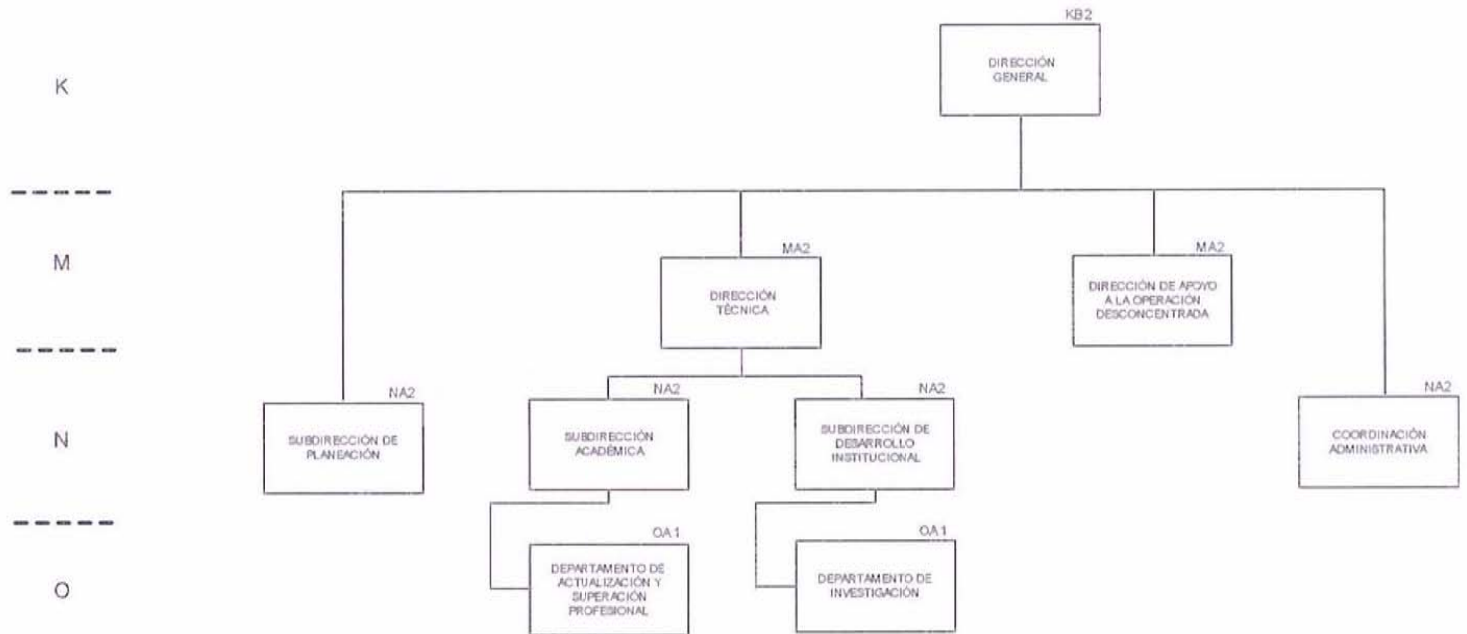 KB2
DIRECCIÓN
GENERAL
K
MA2
MA2
M
DIRECCIÓN
TÉCNICA
DIRECCIÓN DE APOYO
A LA OPERACIÓN
DESCONCENTRADA
NA2
NA2
NA2
NA2
N
SUBDIRECCIÓN DE
PLANEACIÓN
SUBDIRECCIÓN
ACADÉMICA
SUBDIRECCIÓN DE
DESARROLLO
INSTITUCIONAL
COORDINACIÓN
ADMINISTRATIVA
OA1
OA1
O
DEPARTAMENTO DE
ACTUALIZACIÓN Y
SUPERACIÓN
PROFESIONAL
DEPARTAMENTO DE
INVESTIGACIÓN